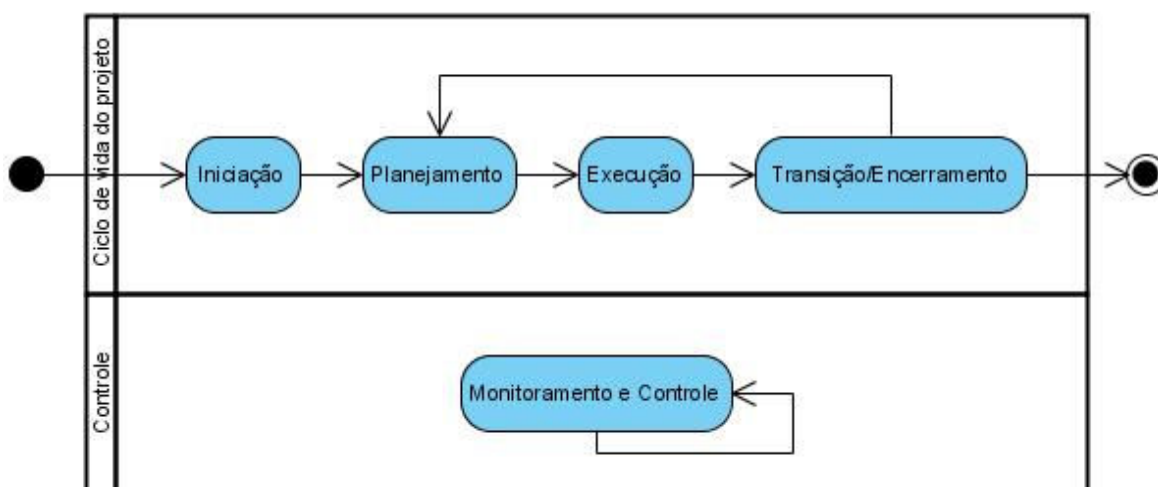 Ciclo de vida do projeto
Iniciação
Planejamento
Execução
Transição/Encerramento
Controle
Monitoramento e Controle